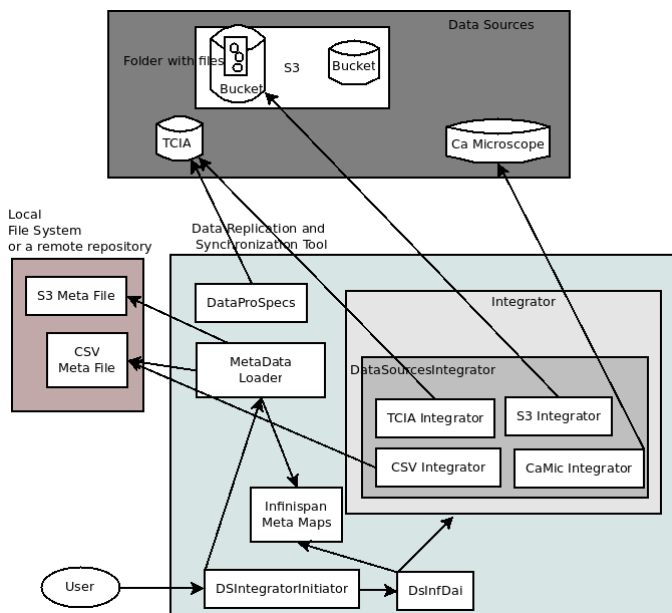 Data Sources
Folder with files
S3
Bucket
Bucket
TCIA
Ca Microscope
Local
File System
or a remote repository
Data Replication and
Synchronization Tool
S3 Meta File
CSV
Meta File
DataProSpecs
MetaData
Loader
Integrator
DataSourcesIntegrator
TCIA Integrator
S3 Integrator
CSV Integrator
CaMic Integrator
Infinispan
Meta Maps
User
DSIntegratorInitiator
DsInfDai